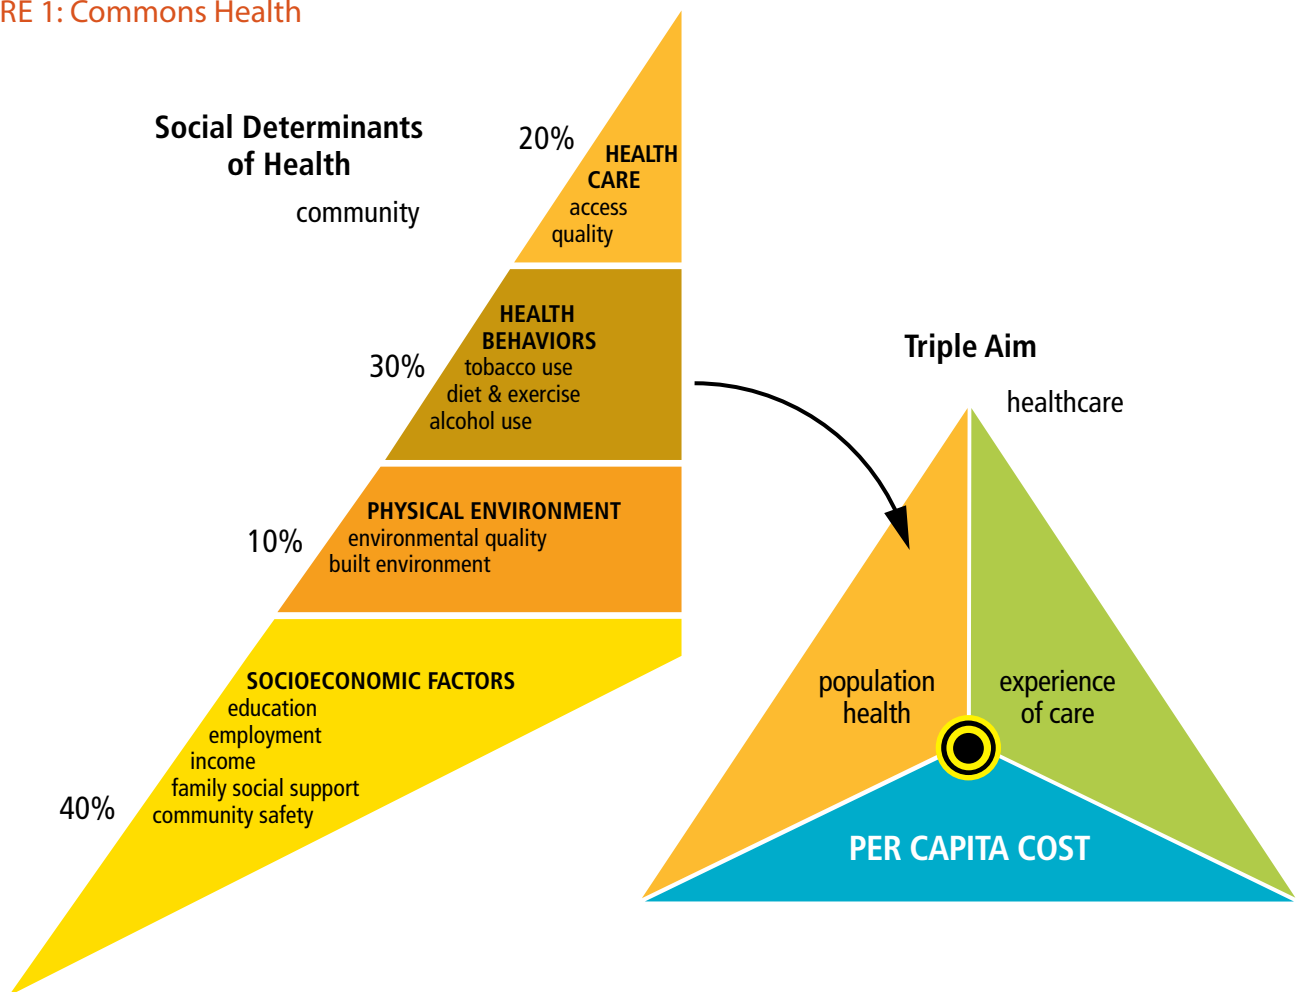 RE 1: Commons Health
Social Determinants
of Health
community
20%
HEALTH
CARE
access
quality
30%
HEALTH
BEHAVIORS
tobacco use
diet & exercise
alcohol use
10%
PHYSICAL ENVIRONMENT
environmental quality
built environment
40%
SOCIOECONOMIC FACTORS
education
employment
income
family social support
community safety
Triple Aim
healthcare
population
health
experience
of care
PER CAPITA COST